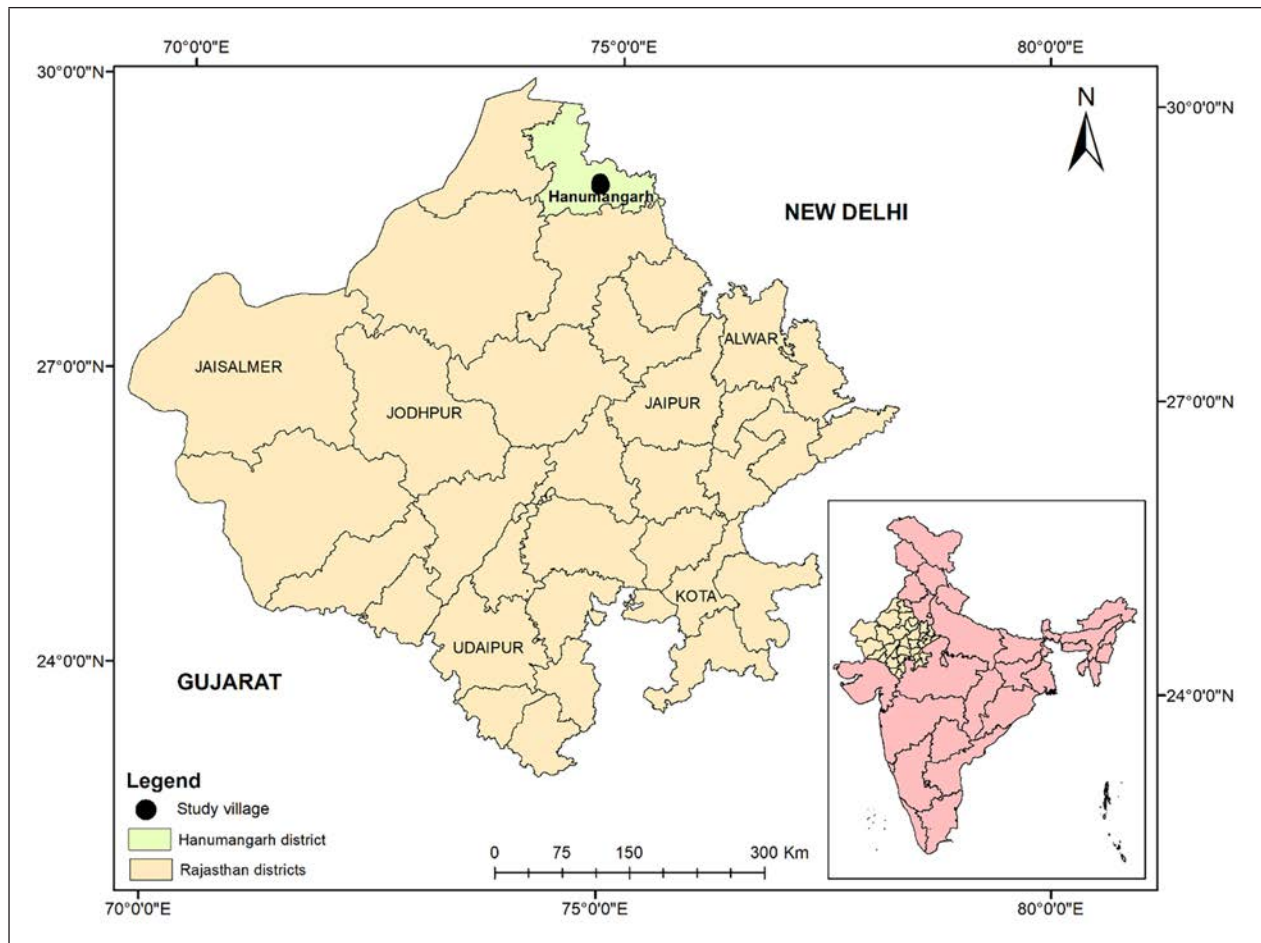 70°0'0"E
75°0'0"E
80°0'0"E
30°0'0"N
30°0'0"N
N
Hanumangarh
NEW DELHI
27°0'0"N
27°0'0"N
JAISALMER
JODHPUR
JAIPUR
ALWAR
KOTA
UDAIPUR
24°0'0"N
24°0'0"N
GUJARAT
Legend
Study village
Hanumangarh district
Rajasthan districts
0 75 150 300 Km
70°0'0"E
75°0'0"E
80°0'0"E